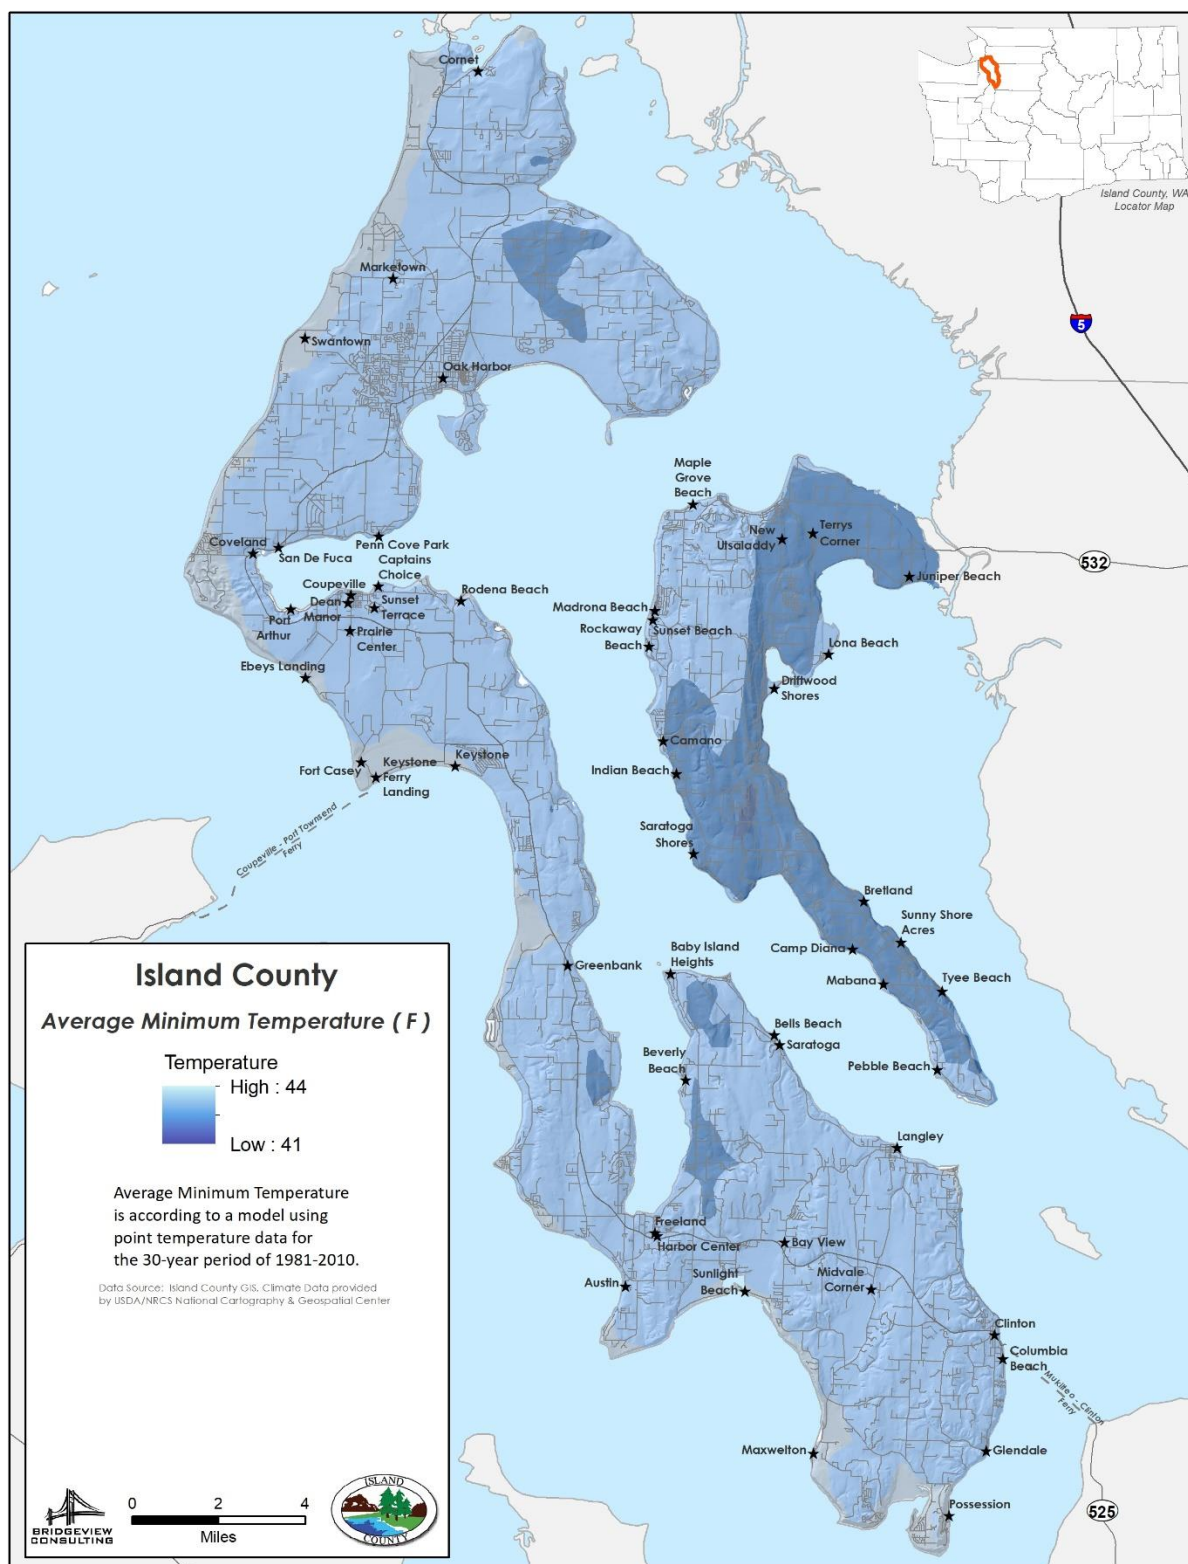 Cornet
Island County, WA
Locator Map
Marketown
5
Swantown
Oak Harbor
Maple
Grove
Beach
New
Utsaladdy
Terrys
Corner
Coveland
San De Fuca
Penn Cove Park
Captains
Choice
532
Juniper Beach
Coupeville
Dean
Manor
Sunset
Terrace
Rodena Beach
Port
Arthur
Prairie
Center
Madrona Beach
Sunset Beach
Rockaway
Beach
Lona Beach
Ebeys Landing
Driftwood
Shores
Camano
Fort Casey
Keystone
Ferry
Landing
Keystone
Indian Beach
Coupeville - Port Townsend
Ferry
Saratoga
Shores
Bretland
Sunny Shore
Acres
Camp Diana
Baby Island
Heights
Greenbank
Mabana
Tyee Beach
Bells Beach
Saratoga
Beverly
Beach
Pebble Beach
Langley
Freeland
Harbor Center
Bay View
Austin
Sunlight
Beach
Midvale
Corner
Clinton
Columbia
Beach
Mukilteo - Clinton
Ferry
Maxwelton
Glendale
Possession
525
Island County
Average Minimum Temperature ( F )
Temperature
High : 44
Low : 41
Average Minimum Temperature
is according to a model using
point temperature data for
the 30-year period of 1981-2010.
Data Source: Island County GIS. Climate Data provided
by USDA/NRCS National Cartography & Geospatial Center
BRIDGEVIEW
CONSULTING
0 2 4
Miles
ISLAND
COUNTY